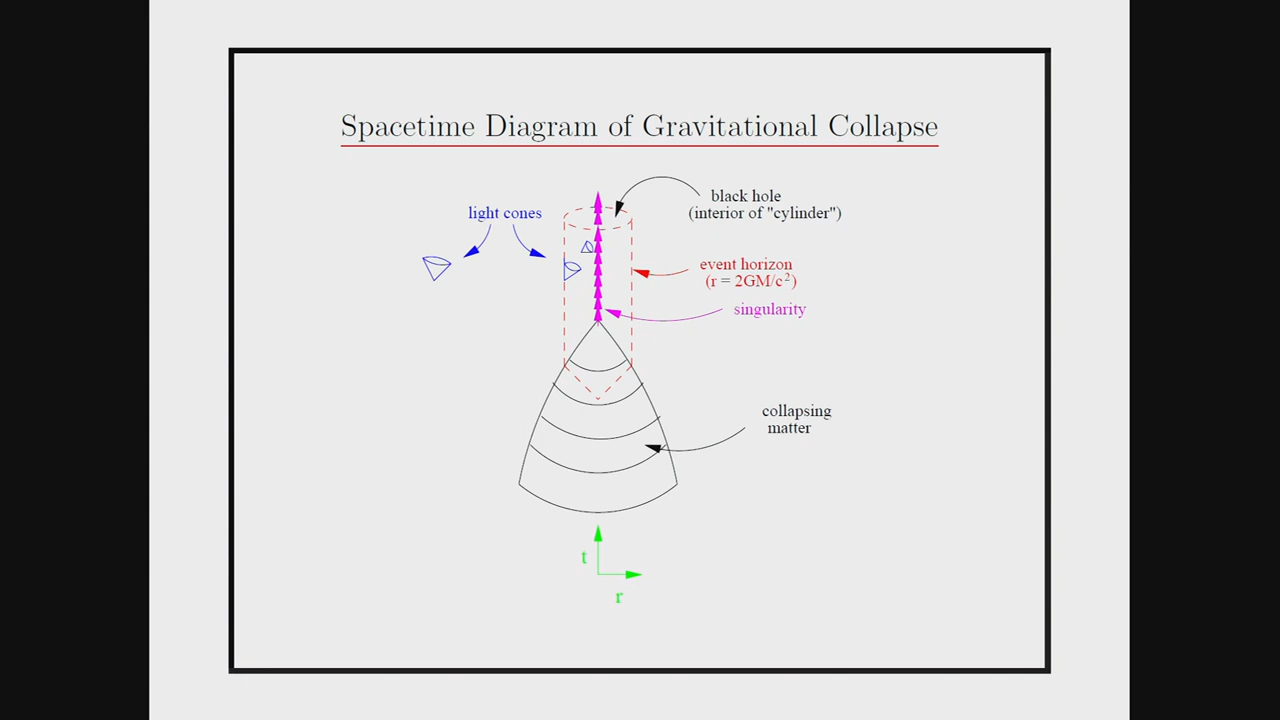 Spacetime Diagram of Gravitational Collapse
black hole
(interior of "cylinder")
light cones
event horizon
(r = 2GM/c²)
singularity
collapsing
matter
t
r